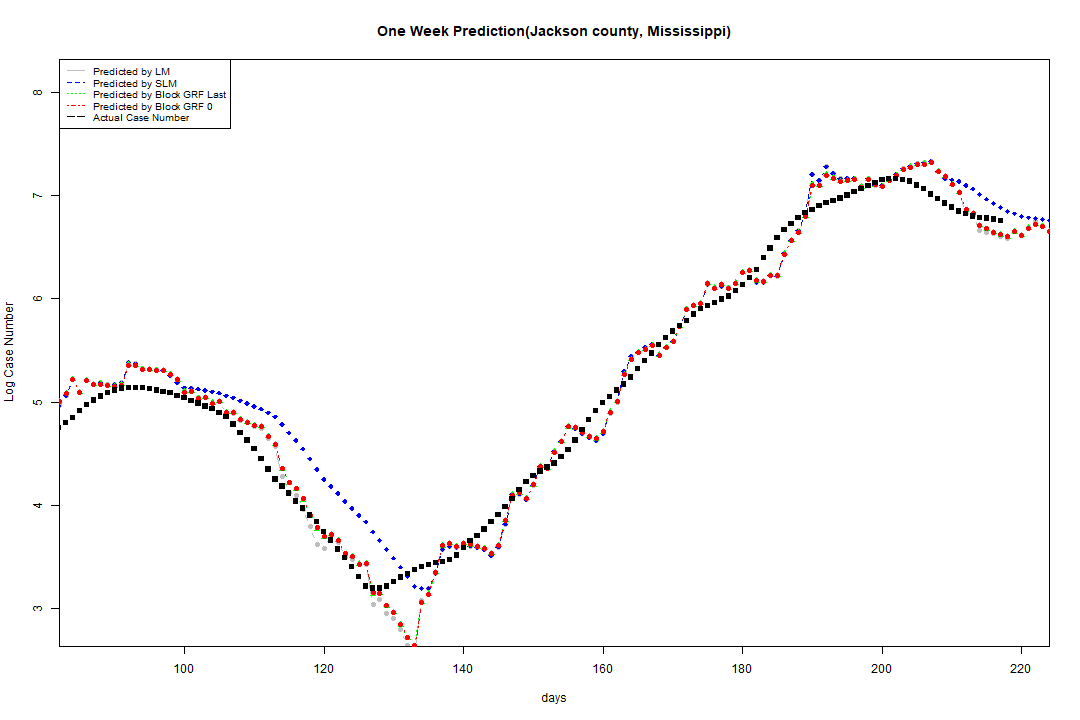 One Week Prediction(Jackson county, Mississippi)
Predicted by LM
Predicted by SLM
Predicted by Block GRF Last
Predicted by Block GRF 0
Actual Case Number
8
7
6
5
4
3
Log Case Number
100 120 140 160 180 200 220
days